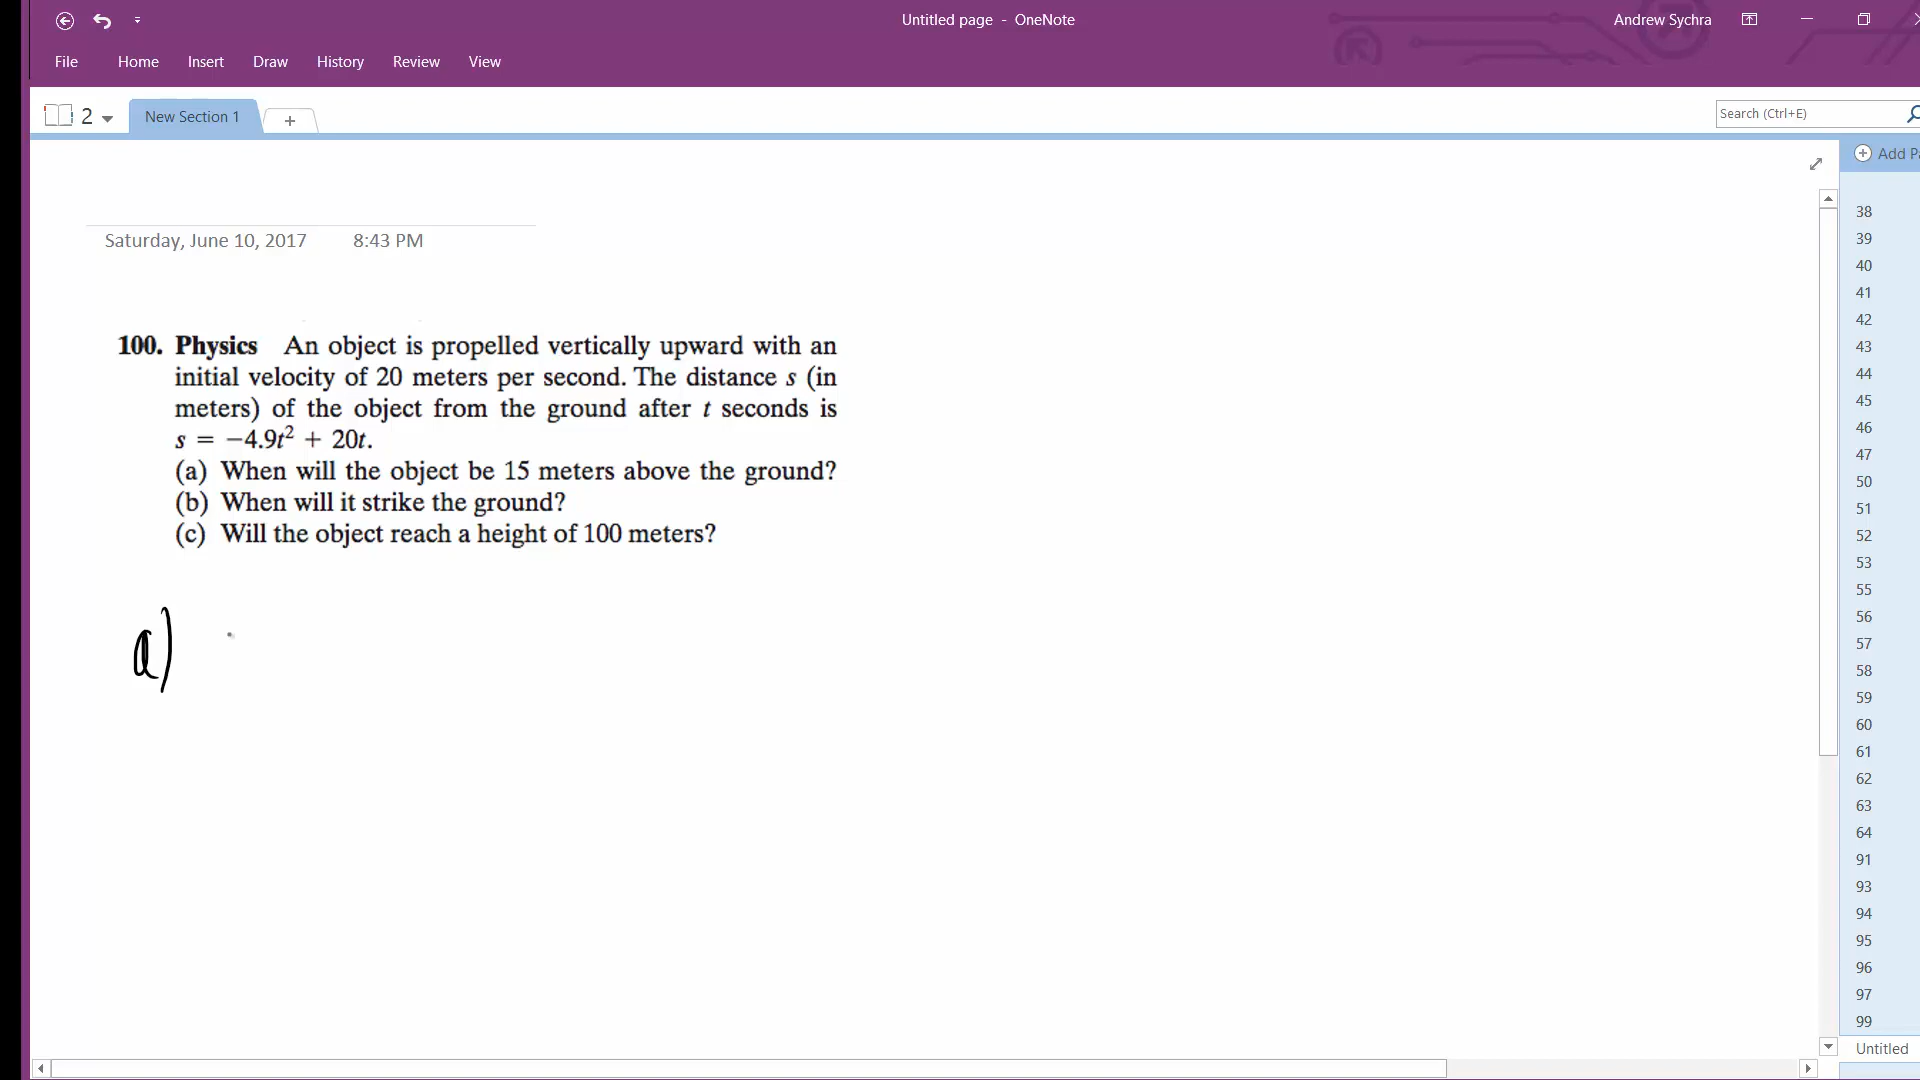 Untitled page - OneNote
Andrew Sychra
File Home Insert Draw History Review View
2 New Section 1 +
Search (Ctrl+E)
Add Pa
Saturday, June 10, 2017 8:43 PM
100. Physics An object is propelled vertically upward with an
initial velocity of 20 meters per second. The distance s (in
meters) of the object from the ground after t seconds is
s = −4.9t² + 20t.
(a) When will the object be 15 meters above the ground?
(b) When will it strike the ground?
(c) Will the object reach a height of 100 meters?
a)
38
39
40
41
42
43
44
45
46
47
50
51
52
53
55
56
57
58
59
60
61
62
63
64
91
93
94
95
96
97
99
Untitled